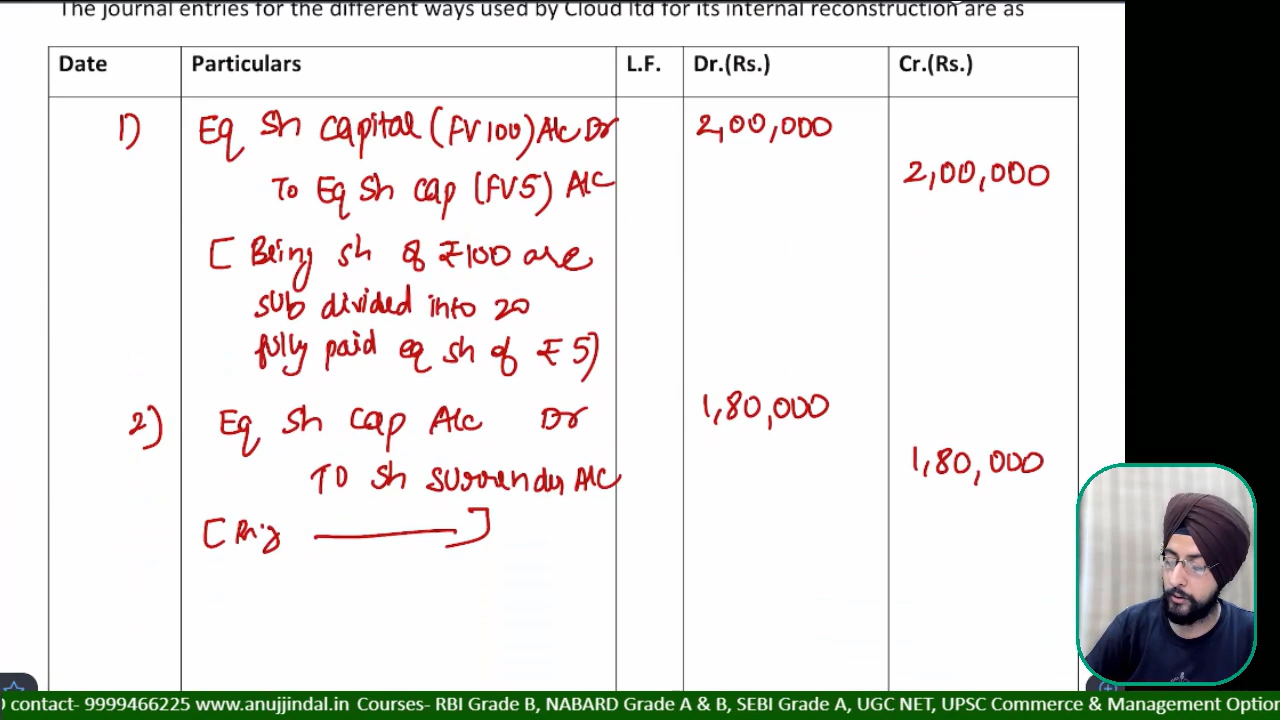 The journal entries for the different ways used by Cloud ltd for its internal reconstruction are as
Date Particulars L.F. Dr.(Rs.) Cr.(Rs.)
1) Eq Sh Capital (FV 100) A/c Dr 2,00,000
To Eq Sh Cap (FV5) A/c 2,00,000
[ Being sh of ₹100 are
sub divided into 20
fully paid eq sh of ₹ 5]
2) Eq Sh Cap A/c Dr 1,80,000
To Sh Surrender A/c 1,80,000
contact- 9999466225 www.anujjindal.in Courses- RBI Grade B, NABARD Grade A & B, SEBI Grade A, UGC NET, UPSC Commerce & Management Option